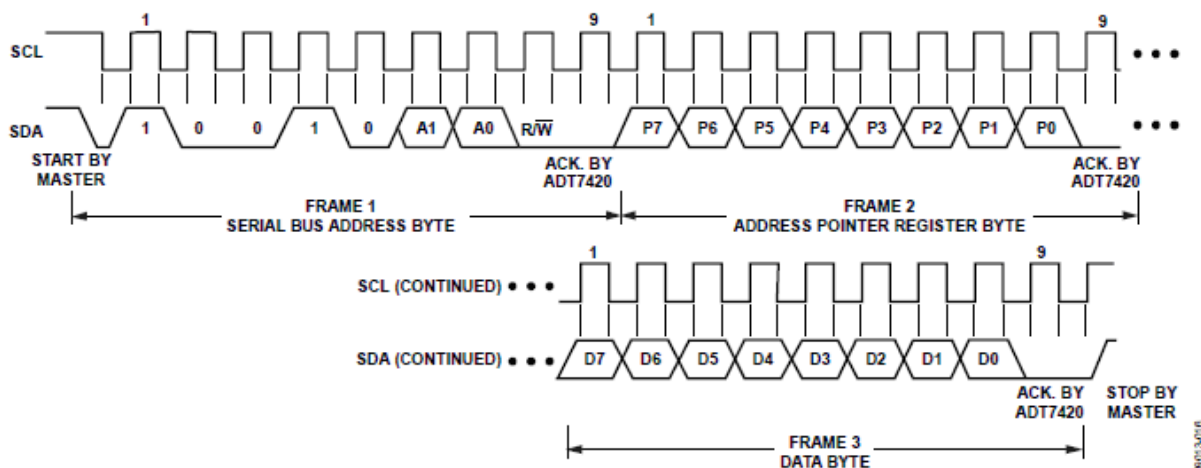 1 9 1 9
SCL
SDA 1 0 0 1 0 A1 A0 R/W̅ P7 P6 P5 P4 P3 P2 P1 P0
START BY
MASTER
ACK. BY
ADT7420
ACK. BY
ADT7420
FRAME 1
SERIAL BUS ADDRESS BYTE
FRAME 2
ADDRESS POINTER REGISTER BYTE
1 9
SCL (CONTINUED)
SDA (CONTINUED) D7 D6 D5 D4 D3 D2 D1 D0
ACK. BY
ADT7420
STOP BY
MASTER
FRAME 3
DATA BYTE